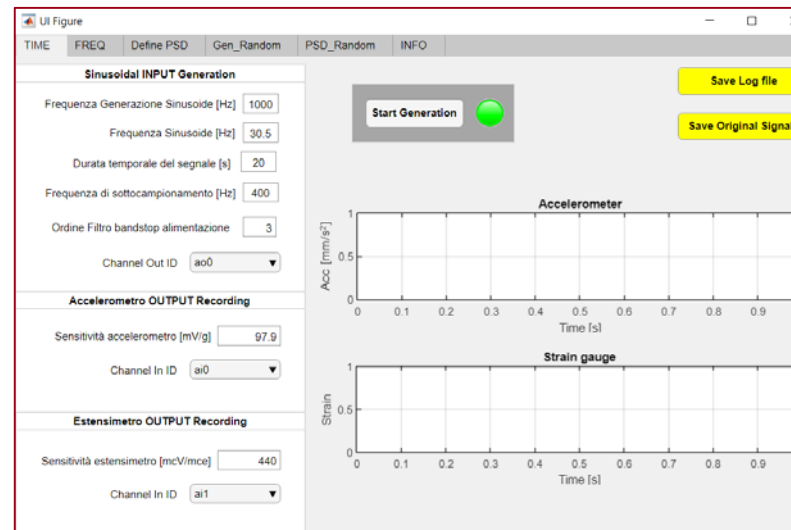 UI Figure
TIME FREQ Define PSD Gen_Random PSD_Random INFO
Sinusoidal INPUT Generation
Frequenza Generazione Sinusoide [Hz] 1000
Frequenza Sinusoide [Hz] 30.5
Durata temporale del segnale [s] 20
Frequenza di sottocampionamento [Hz] 400
Ordine Filtro bandstop alimentazione 3
Channel Out ID ao0
Accelerometro OUTPUT Recording
Sensitività accelerometro [mV/g] 97.9
Channel In ID ai0
Estensimetro OUTPUT Recording
Sensitività estensimetro [mcV/mce] 440
Channel In ID ai1
Start Generation
Save Log file
Save Original Signal
Accelerometer
Acc [mm/s²]
1
0.5
0
0 0.1 0.2 0.3 0.4 0.5 0.6 0.7 0.8 0.9
Time [s]
Strain gauge
Strain
1
0.5
0
0 0.1 0.2 0.3 0.4 0.5 0.6 0.7 0.8 0.9
Time [s]